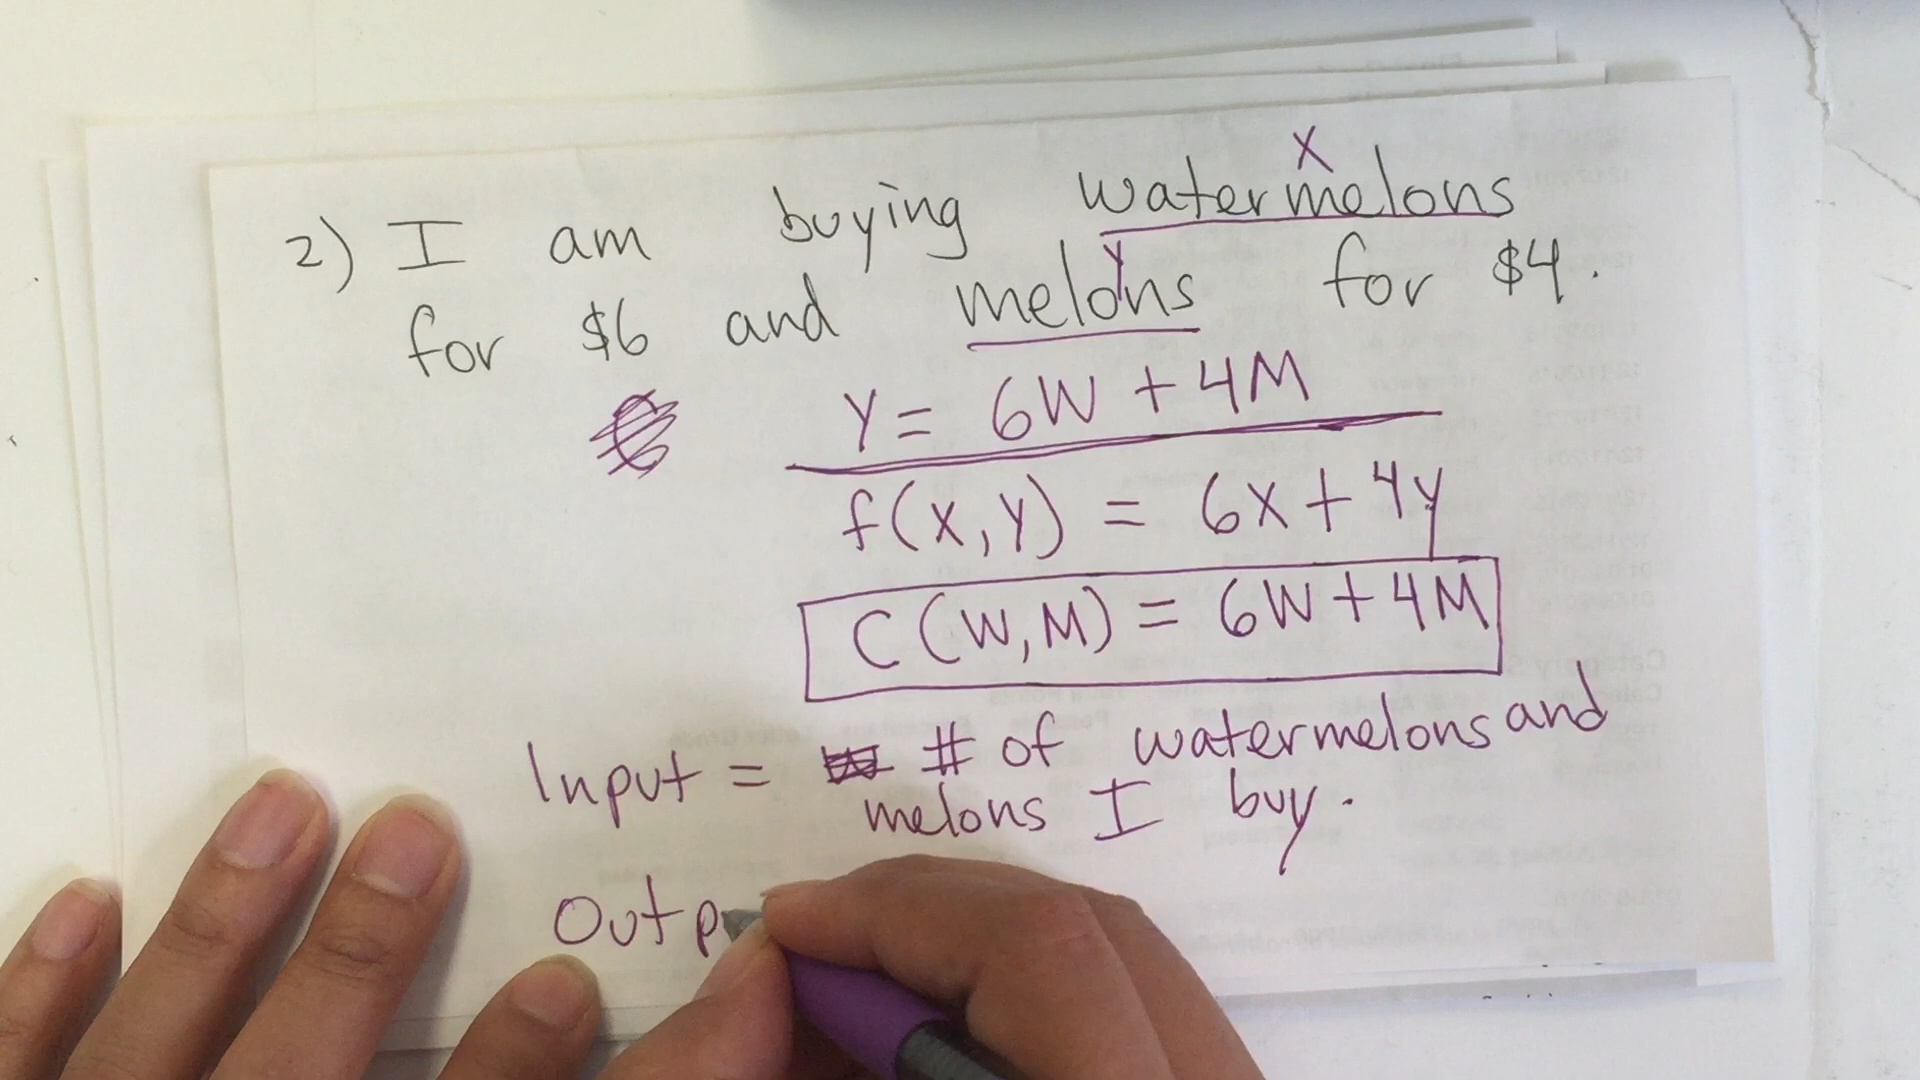 X
2) I am buying watermelons
Y
for $6 and melons for $4.
Y = 6W + 4M
f(x,y) = 6x + 4y
C(W,M) = 6W + 4M
Input = # of watermelons and
melons I buy.
Outp